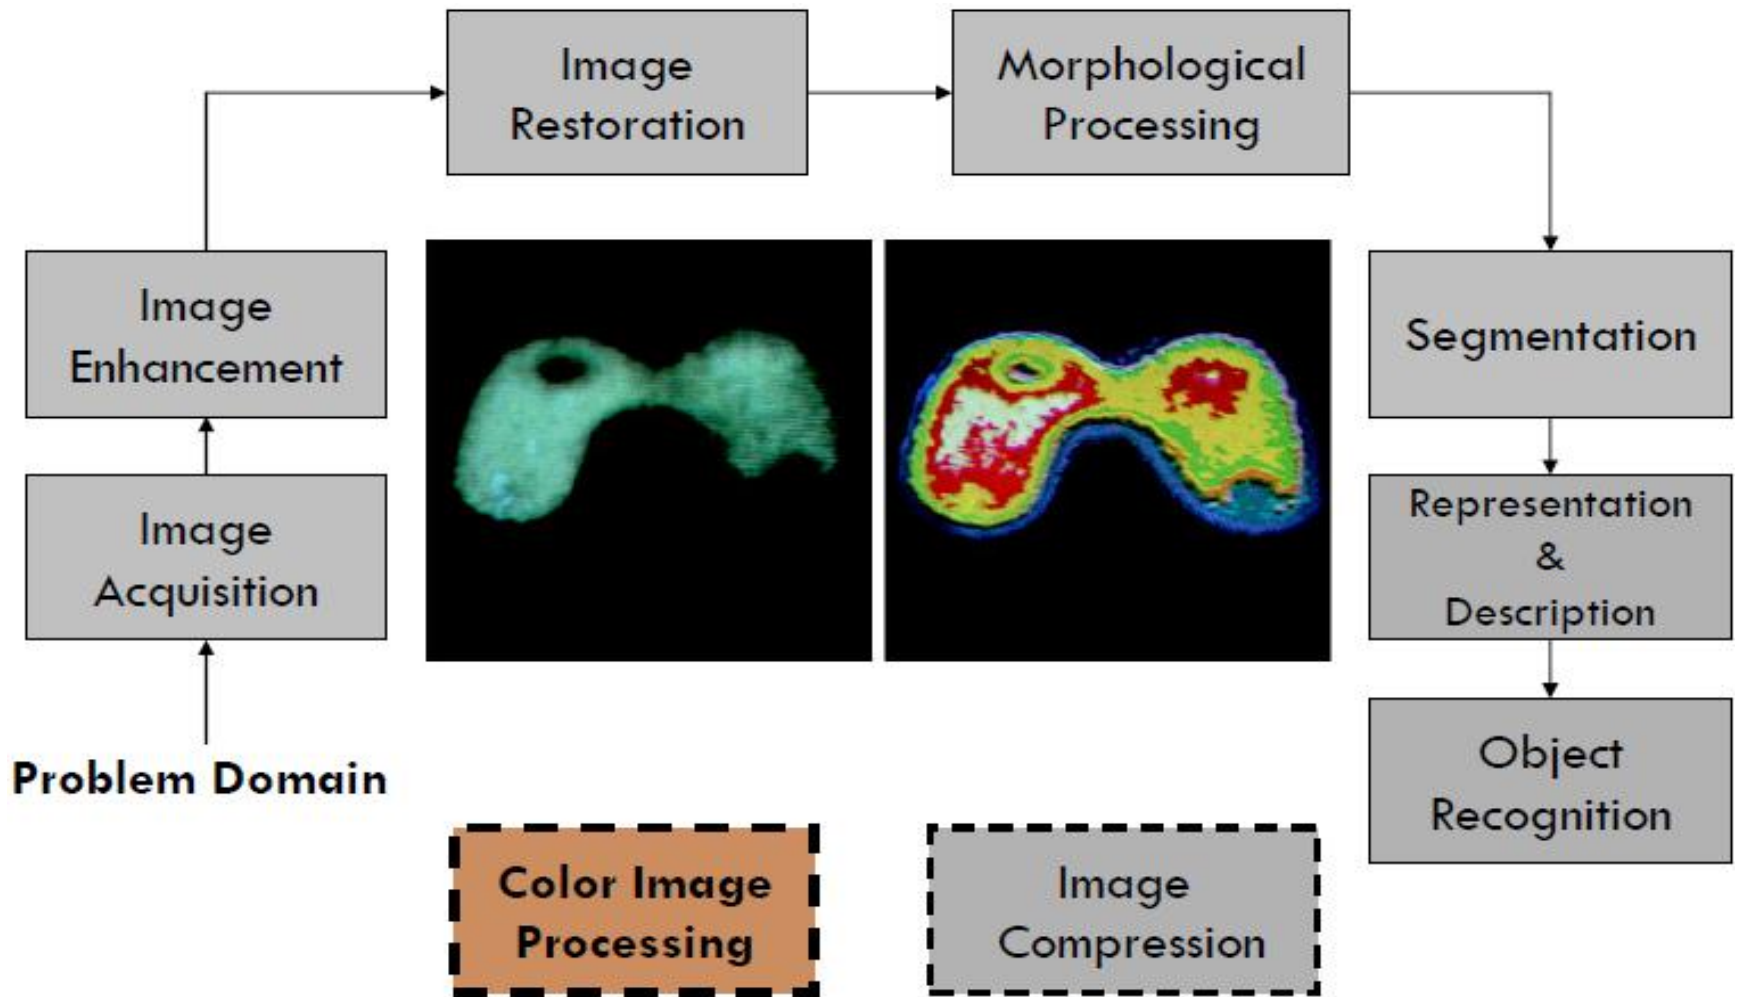 Image
Restoration
Morphological
Processing
Image
Enhancement
Segmentation
Image
Acquisition
Representation
&
Description
Problem Domain
Object
Recognition
Color Image
Processing
Image
Compression